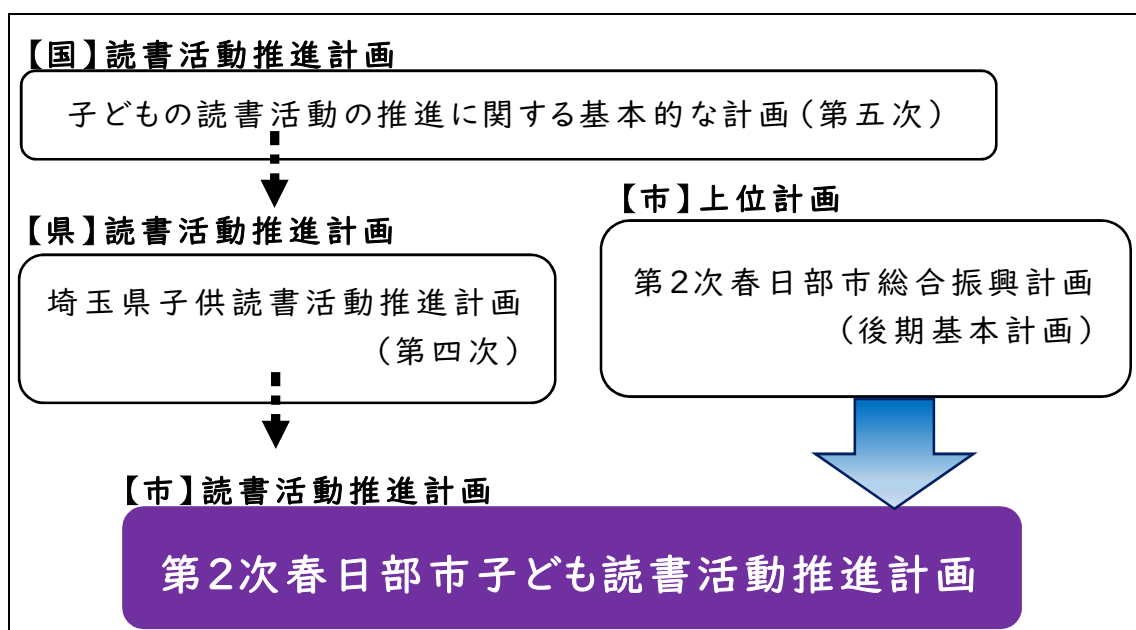 【国】読書活動推進計画
子どもの読書活動の推進に関する基本的な計画（第五次）
【県】読書活動推進計画
埼玉県子供読書活動推進計画
（第四次）
【市】上位計画
第2次春日部市総合振興計画
（後期基本計画）
【市】読書活動推進計画
第2次春日部市子ども読書活動推進計画